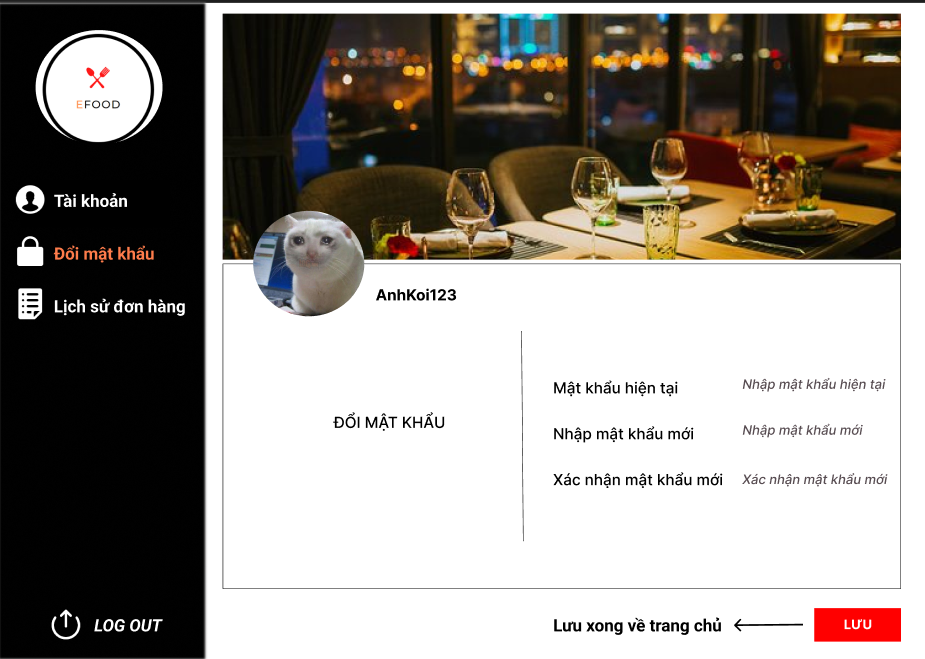 EFOOD
Tài khoản
Đổi mật khẩu
Lịch sử đơn hàng
LOG OUT
AnhKoi123
ĐỔI MẬT KHẨU
Mật khẩu hiện tại Nhập mật khẩu hiện tại
Nhập mật khẩu mới Nhập mật khẩu mới
Xác nhận mật khẩu mới Xác nhận mật khẩu mới
Lưu xong về trang chủ
LƯU